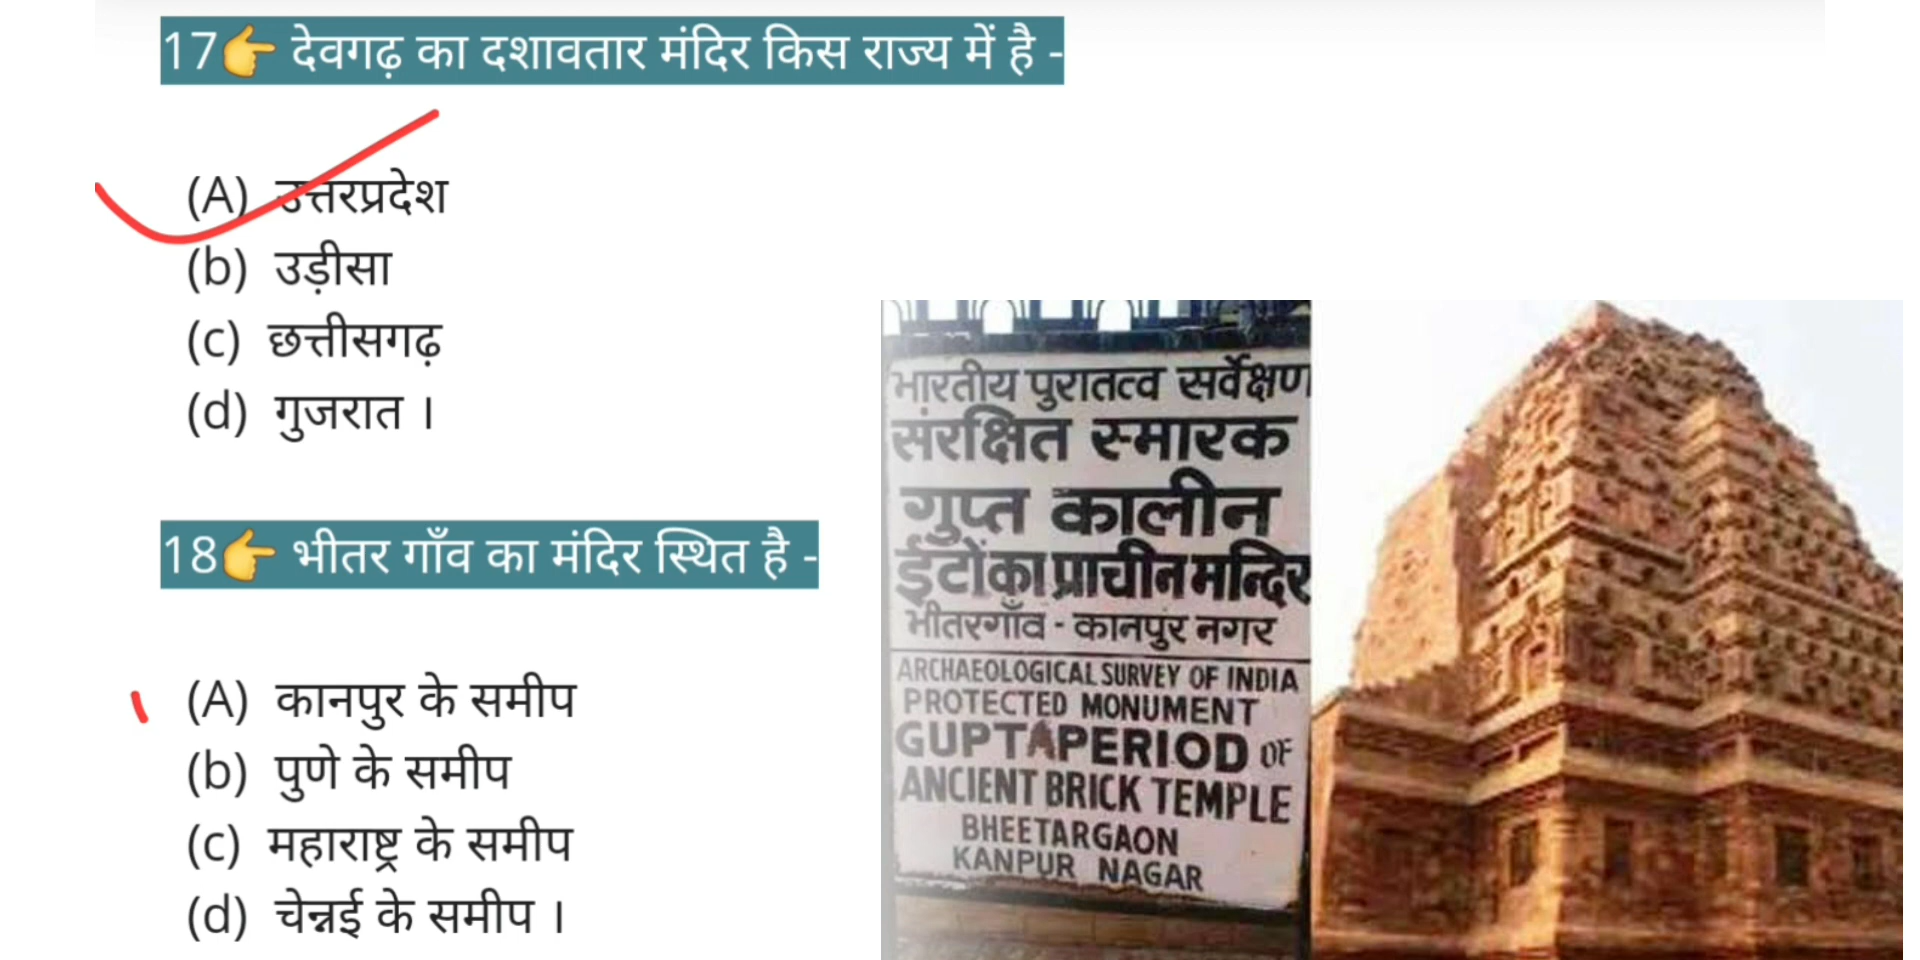 17👉 देवगढ़ का दशावतार मंदिर किस राज्य में है -
(A) उत्तरप्रदेश
(b) उड़ीसा
(c) छत्तीसगढ़
(d) गुजरात ।
18👉 भीतर गाँव का मंदिर स्थित है -
(A) कानपुर के समीप
(b) पुणे के समीप
(c) महाराष्ट्र के समीप
(d) चेन्नई के समीप ।
भारतीय पुरातत्व सर्वेक्षण
संरक्षित स्मारक
गुप्त कालीन
ईंटों का प्राचीन मन्दिर
भीतरगाँव - कानपुर नगर
ARCHAEOLOGICAL SURVEY OF INDIA
PROTECTED MONUMENT
GUPTA PERIOD OF
ANCIENT BRICK TEMPLE
BHEETARGAON
KANPUR NAGAR